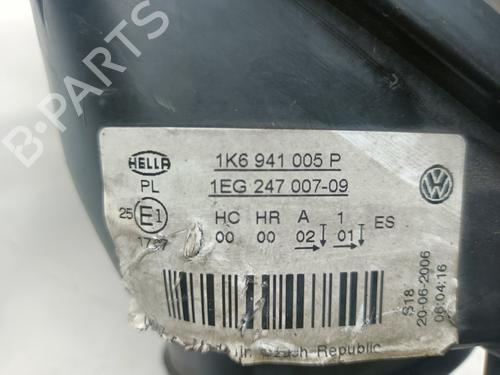 B-PARTS
HELLA
1K6 941 005 P
PL
1EG 247 007-09
25 E1
HC HR A 1 ES
00 00 02 01
S18
20-06-2006
06:04:16
Czech Republic